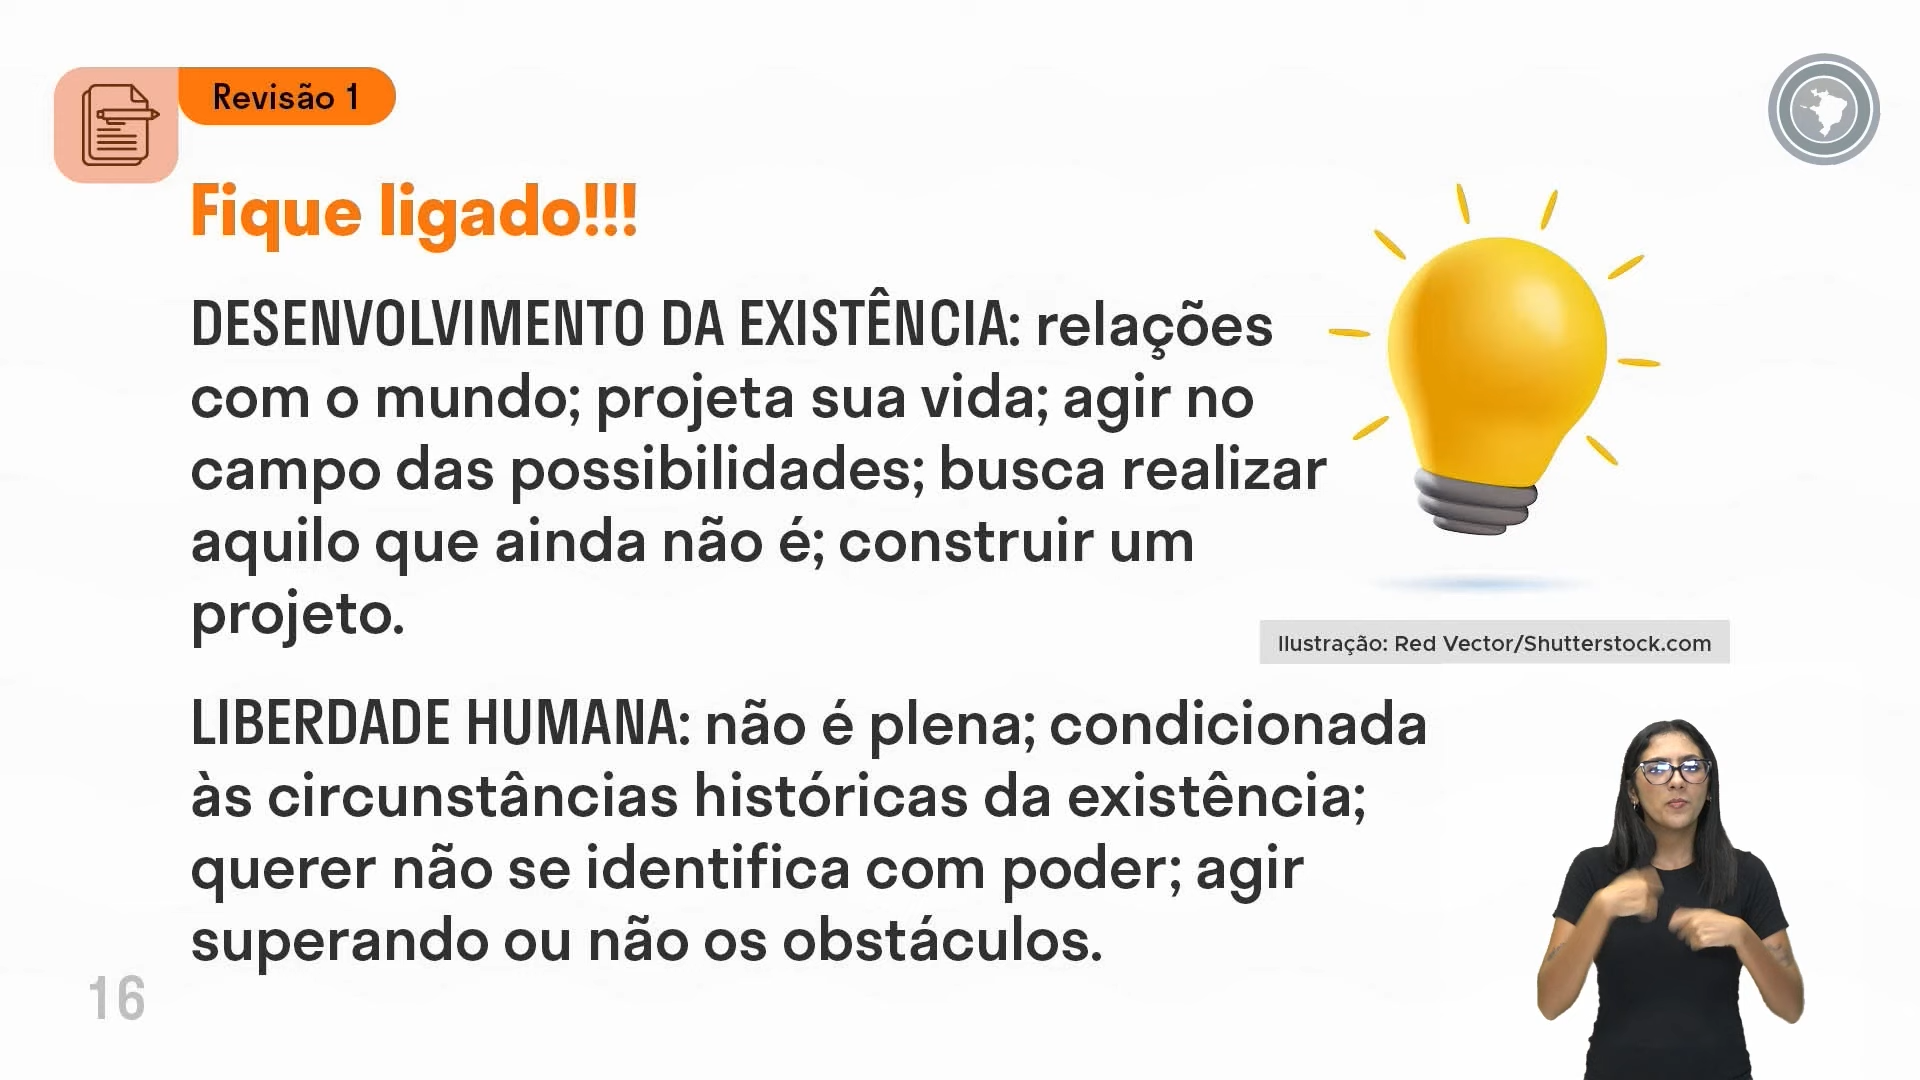 Revisão 1
Fique ligado!!!
DESENVOLVIMENTO DA EXISTÊNCIA: relações
com o mundo; projeta sua vida; agir no
campo das possibilidades; busca realizar
aquilo que ainda não é; construir um
projeto.
Ilustração: Red Vector/Shutterstock.com
LIBERDADE HUMANA: não é plena; condicionada
às circunstâncias históricas da existência;
querer não se identifica com poder; agir
superando ou não os obstáculos.
16